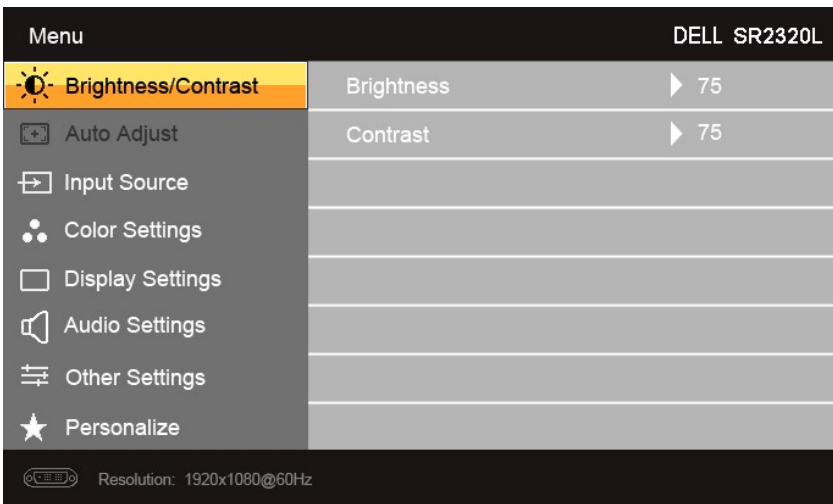 Menu DELL SR2320L
Brightness/Contrast Brightness 75
Auto Adjust Contrast 75
Input Source
Color Settings
Display Settings
Audio Settings
Other Settings
Personalize
Resolution: 1920x1080@60Hz